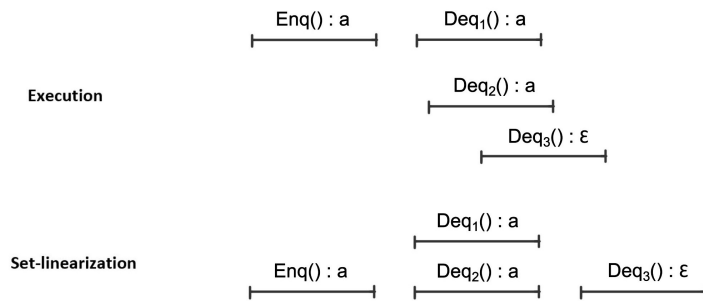 Enq() : a Deq₁() : a
Execution
Deq₂() : a
Deq₃() : ε
Deq₁() : a
Set-linearization
Enq() : a Deq₂() : a Deq₃() : ε